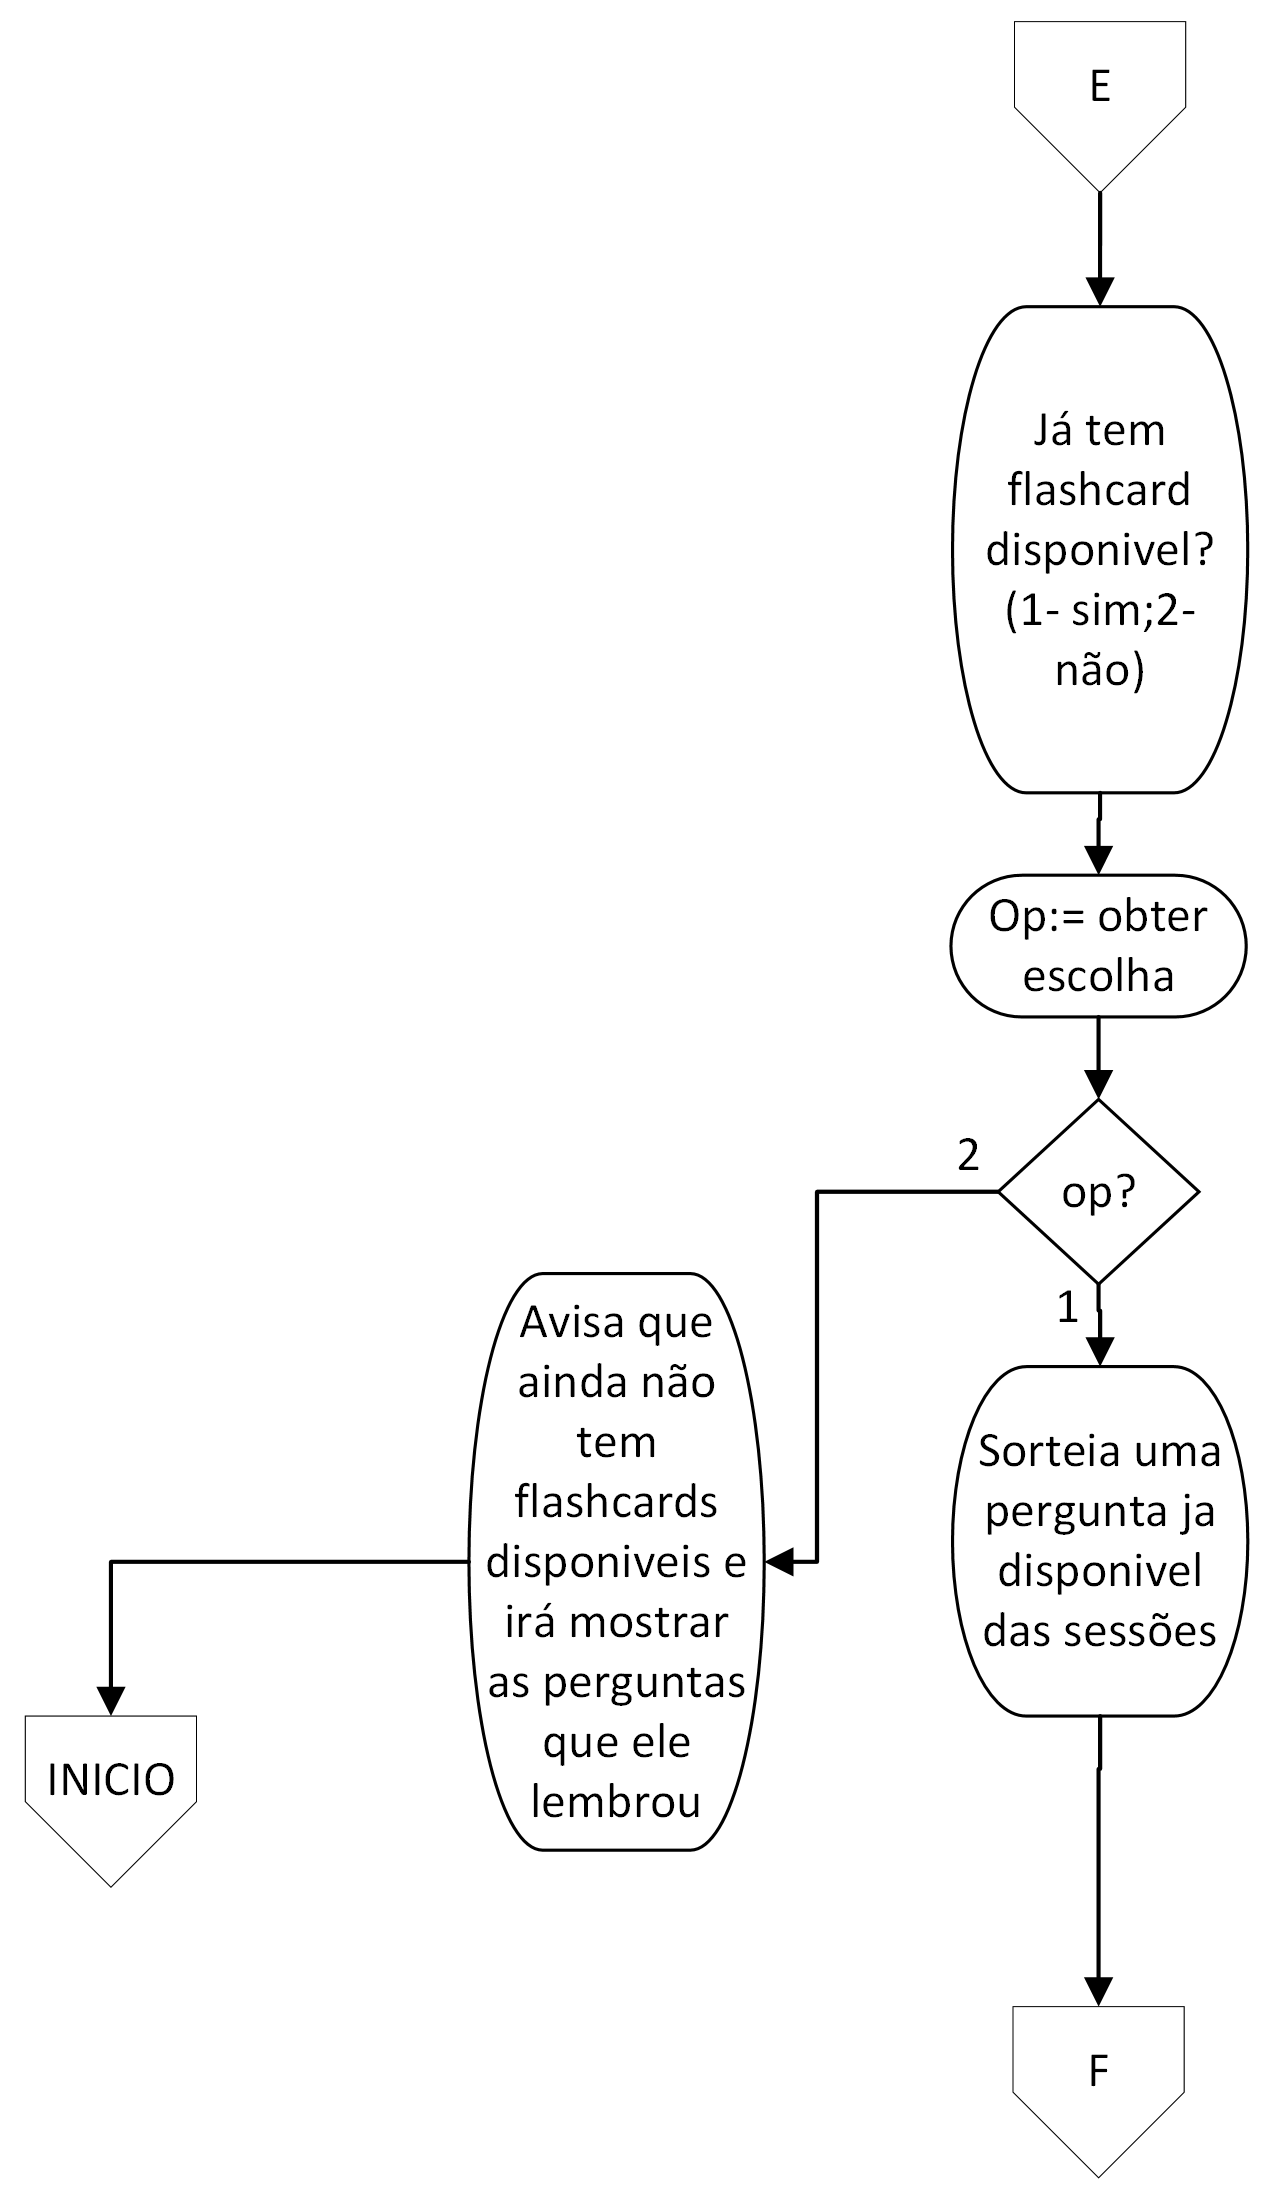 E
Já tem
flashcard
disponivel?
(1- sim;2-
não)
Op:= obter
escolha
op?
2
1
Avisa que
ainda não
tem
flashcards
disponiveis e
irá mostrar
as perguntas
que ele
lembrou
Sorteia uma
pergunta ja
disponivel
das sessões
INICIO
F